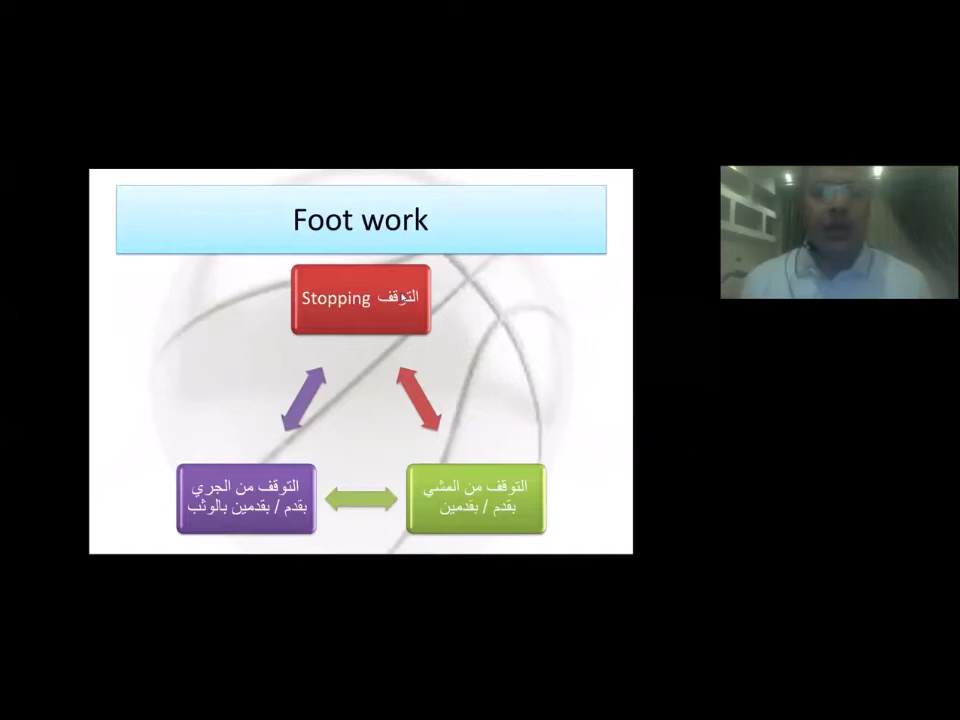 Foot work
التوقف Stopping
التوقف من المشي
بقدم / بقدمين
التوقف من الجري
بقدم / بقدمين بالوثب